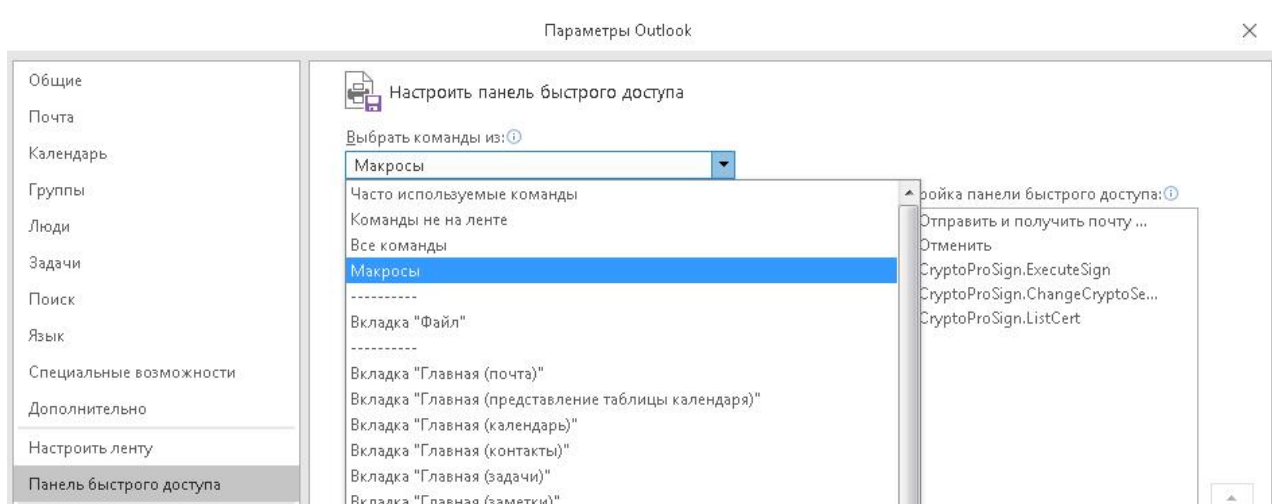 Параметры Outlook
Общие
Почта
Календарь
Группы
Люди
Задачи
Поиск
Язык
Специальные возможности
Дополнительно
Настроить ленту
Панель быстрого доступа
Настроить панель быстрого доступа
Выбрать команды из:
Макросы
Часто используемые команды
Команды не на ленте
Все команды
Макросы
----------
Вкладка "Файл"
----------
Вкладка "Главная (почта)"
Вкладка "Главная (представление таблицы календаря)"
Вкладка "Главная (календарь)"
Вкладка "Главная (контакты)"
Вкладка "Главная (задачи)"
Вкладка "Главная (заметки)"
ройка панели быстрого доступа:
Отправить и получить почту ...
Отменить
CryptoProSign.ExecuteSign
CryptoProSign.ChangeCryptoSe...
CryptoProSign.ListCert